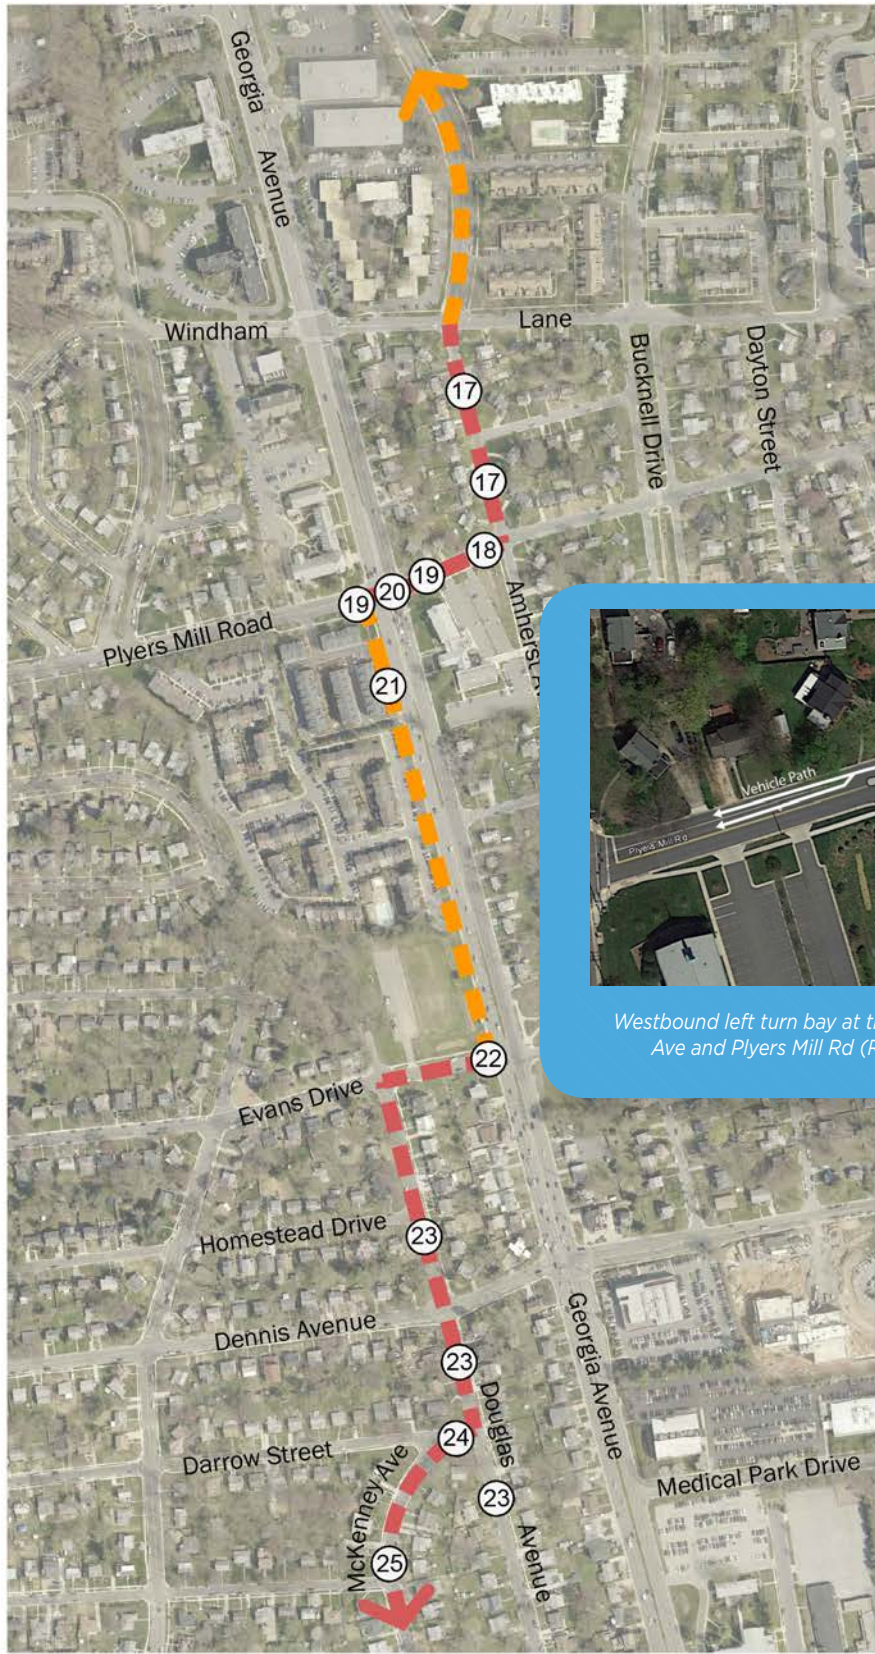 Georgia
Avenue
Windham
Lane
Bucknell Drive
Dayton Street
17
17
18
19
20
19
Amherst
Plyers Mill Road
21
Vehicle Path
Plyers Mill Rd
Westbound left turn bay at
Ave and Plyers Mill Rd
22
Evans Drive
Homestead Drive
23
Dennis Avenue
Georgia Avenue
23
Douglas
24
Darrow Street
McKenney Ave
Medical Park Drive
23
Avenue
25